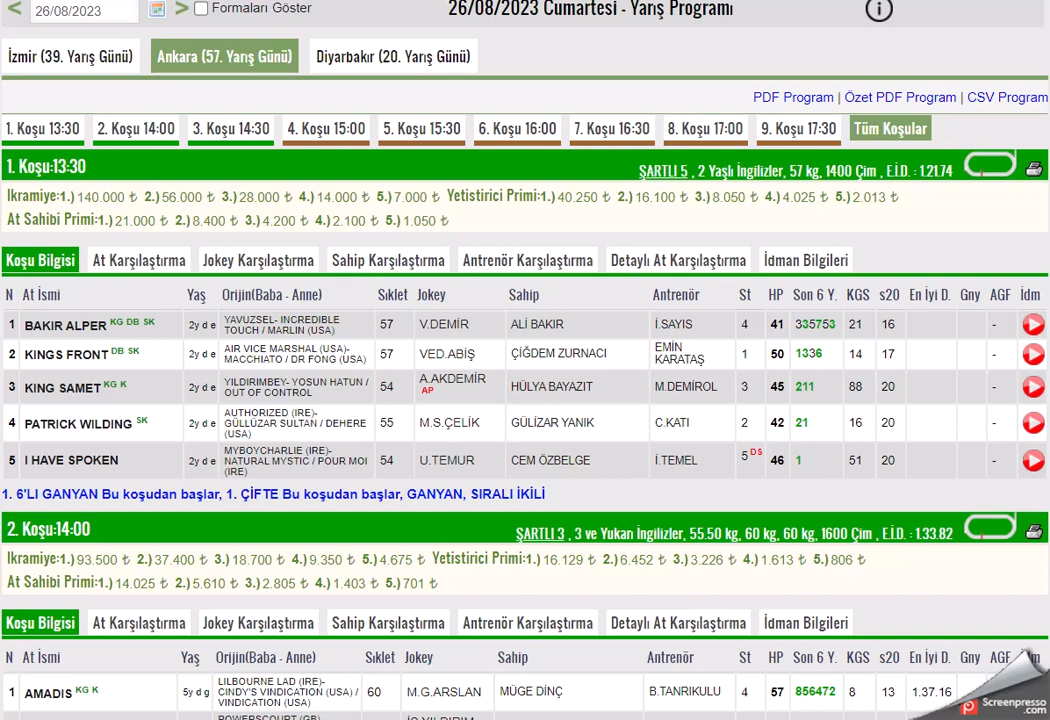 26/08/2023 Formaları Göster 26/08/2023 Cumartesi - Yarış Programı
İzmir (39. Yarış Günü) Ankara (57. Yarış Günü) Diyarbakır (20. Yarış Günü)
PDF Program | Özet PDF Program | CSV Program
1. Koşu 13:30 2. Koşu 14:00 3. Koşu 14:30 4. Koşu 15:00 5. Koşu 15:30 6. Koşu 16:00 7. Koşu 16:30 8. Koşu 17:00 9. Koşu 17:30 Tüm Koşular
1. Koşu:13:30 ŞARTLI 5 , 2 Yaşlı İngilizler, 57 kg, 1400 Çim , E.İ.D. : 1.21.74
Ikramiye:1.) 140.000 ₺ 2.) 56.000 ₺ 3.) 28.000 ₺ 4.) 14.000 ₺ 5.) 7.000 ₺ Yetistirici Primi:1.) 40.250 ₺ 2.) 16.100 ₺ 3.) 8.050 ₺ 4.) 4.025 ₺ 5.) 2.013 ₺
At Sahibi Primi:1.) 21.000 ₺ 2.) 8.400 ₺ 3.) 4.200 ₺ 4.) 2.100 ₺ 5.) 1.050 ₺
Koşu Bilgisi At Karşılaştırma Jokey Karşılaştırma Sahip Karşılaştırma Antrenör Karşılaştırma Detaylı At Karşılaştırma İdman Bilgileri
N At İsmi Yaş Orijin(Baba - Anne) Sıklet Jokey Sahip Antrenör St HP Son 6 Y. KGS s20 En İyi D. Gny AGF İdm
1 BAKIR ALPER KG DB SK 2y d e YAVUZSEL- INCREDIBLE TOUCH / MARLIN (USA) 57 V.DEMİR ALİ BAKIR İ.SAYIS 4 41 335753 21 16 -
2 KINGS FRONT DB SK 2y d e AIR VICE MARSHAL (USA)- MACCHIATO / DR FONG (USA) 57 VED.ABİŞ ÇİĞDEM ZURNACI EMİN KARATAŞ 1 50 1336 14 17 -
3 KING SAMET KG K 2y d e YILDIRIMBEY- YOSUN HATUN / OUT OF CONTROL 54 A.AKDEMİR AP HÜLYA BAYAZIT M.DEMİROL 3 45 211 88 20 -
4 PATRICK WILDING SK 2y d e AUTHORIZED (IRE)- GÜLLÜZAR SULTAN / DEHERE (USA) 55 M.S.ÇELİK GÜLİZAR YANIK C.KATI 2 42 21 16 20 -
5 I HAVE SPOKEN 2y d e MYBOYCHARLIE (IRE)- NATURAL MYSTIC / POUR MOI (IRE) 54 U.TEMUR CEM ÖZBELGE İ.TEMEL 5 DS 46 1 51 20 -
1. 6'LI GANYAN Bu koşudan başlar, 1. ÇİFTE Bu koşudan başlar, GANYAN, SIRALI İKİLİ
2. Koşu:14:00 ŞARTLI 3 , 3 ve Yukarı İngilizler, 55.50 kg, 60 kg, 60 kg, 1600 Çim , E.İ.D. : 1.33.82
Ikramiye:1.) 93.500 ₺ 2.) 37.400 ₺ 3.) 18.700 ₺ 4.) 9.350 ₺ 5.) 4.675 ₺ Yetistirici Primi:1.) 16.129 ₺ 2.) 6.452 ₺ 3.) 3.226 ₺ 4.) 1.613 ₺ 5.) 806 ₺
At Sahibi Primi:1.) 14.025 ₺ 2.) 5.610 ₺ 3.) 2.805 ₺ 4.) 1.403 ₺ 5.) 701 ₺
Koşu Bilgisi At Karşılaştırma Jokey Karşılaştırma Sahip Karşılaştırma Antrenör Karşılaştırma Detaylı At Karşılaştırma İdman Bilgileri
N At İsmi Yaş Orijin(Baba - Anne) Sıklet Jokey Sahip Antrenör St HP Son 6 Y. KGS s20 En İyi D. Gny AGF
1 AMADIS KG K 5y d g LILBOURNE LAD (IRE)- CINDY'S VINDICATION (USA) / VINDICATION (USA) 60 M.G.ARSLAN MÜGE DİNÇ B.TANRIKULU 4 57 856472 8 13 1.37.16
Screenpresso
.com